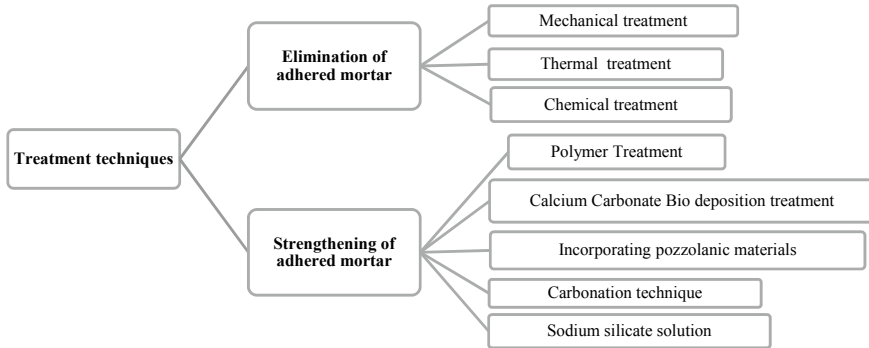 Treatment techniques
Elimination of
adhered mortar
Mechanical treatment
Thermal treatment
Chemical treatment
Strengthening of
adhered mortar
Polymer Treatment
Calcium Carbonate Bio deposition treatment
Incorporating pozzolanic materials
Carbonation technique
Sodium silicate solution